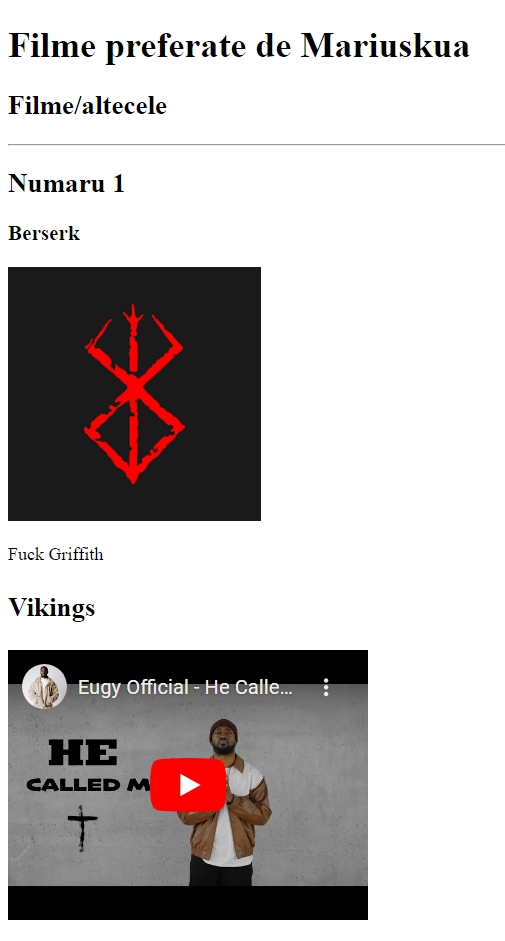 Filme preferate de Mariuskua
Filme/altecele
Numaru 1
Berserk
Fuck Griffith
Vikings
Eugy Official - He Calle...
HE
CALLED M